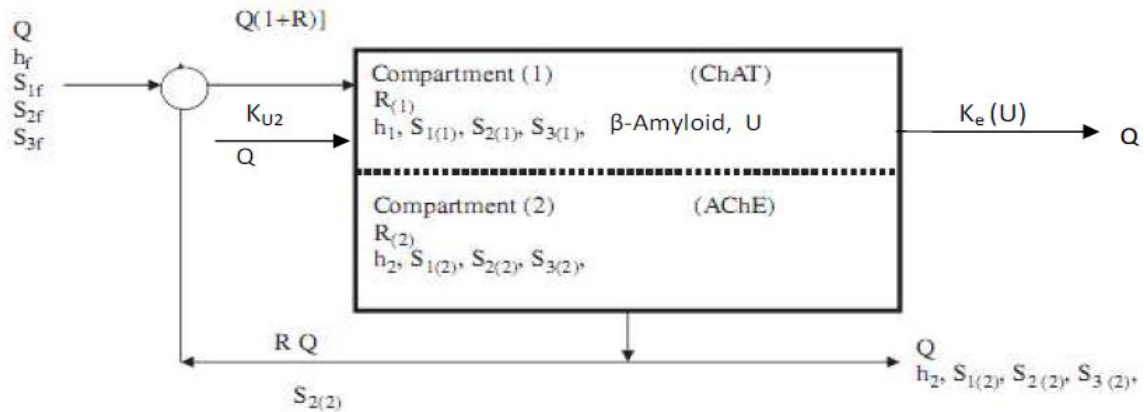 Q(1+R)]
Q
h_f
S_1f
S_2f
S_3f
K_U2
Q
Compartment (1) (ChAT)
R_(1)
h_1, S_1(1), S_2(1), S_3(1), β-Amyloid, U
K_e (U)
Q
Compartment (2) (AChE)
R_(2)
h_2, S_1(2), S_2(2), S_3(2),
R Q
S_2(2)
Q
h_2, S_1(2), S_2(2), S_3 (2),